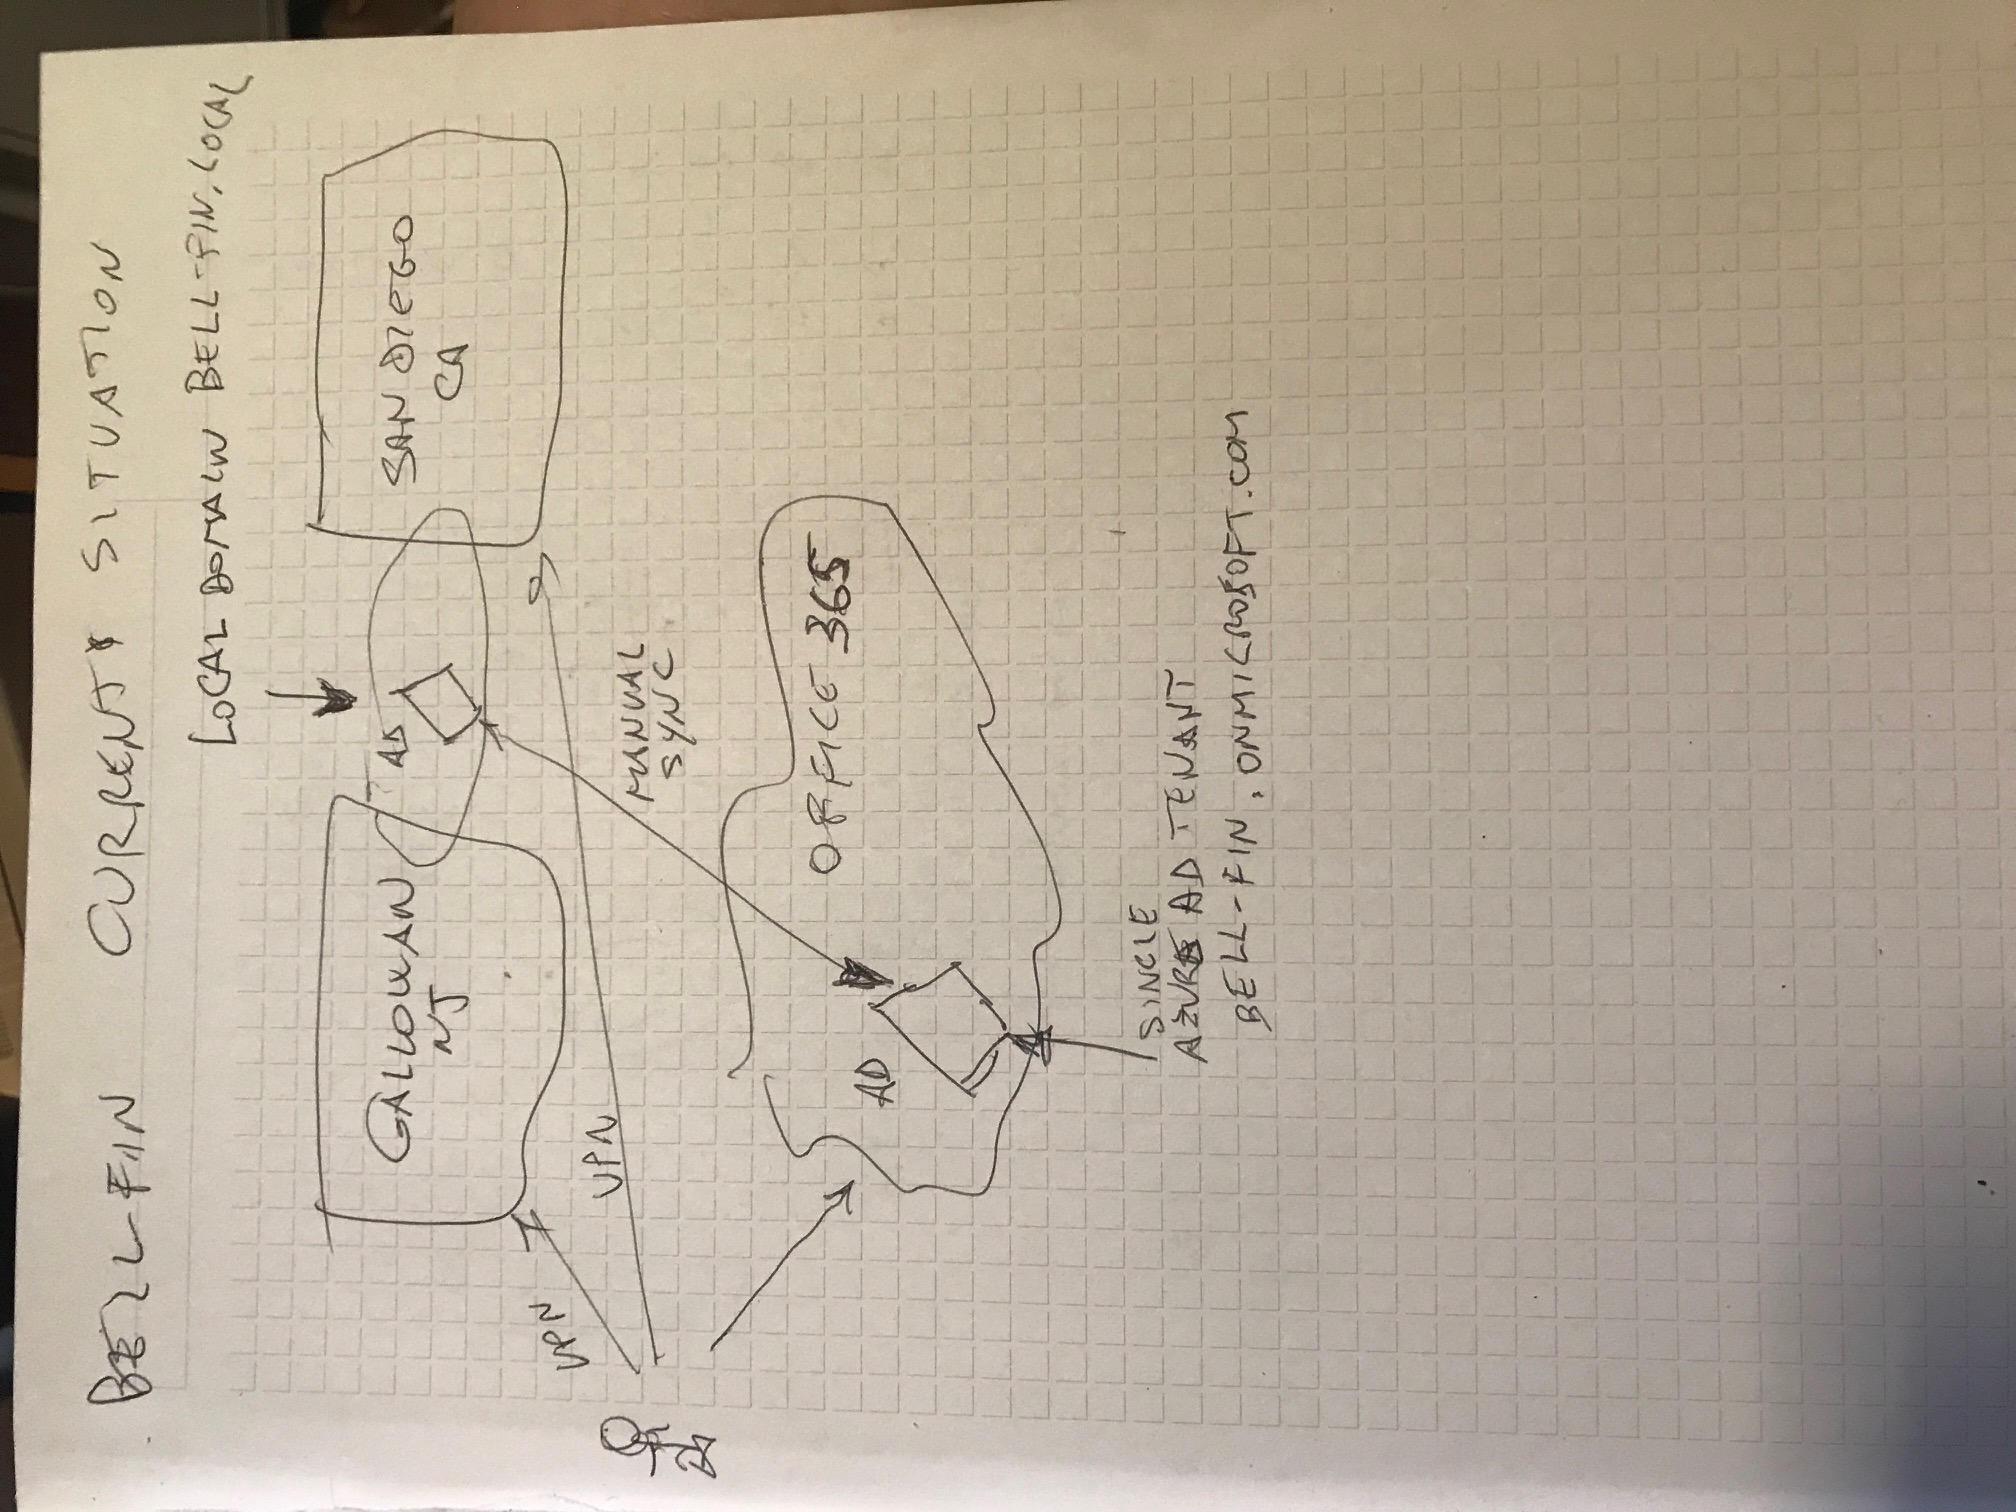 BELL FIN CURRENT SITUATION
LOCAL DOMAIN BELL-FIN.LOCAL
GALLOWAN
NJ
AD
SAN DIEGO
CA
VPN
VPN
MANUAL
SYNC
OFFICE 365
AD
SINGLE
AZURE AD TENANT
BELL-FIN.ONMICROSOFT.COM